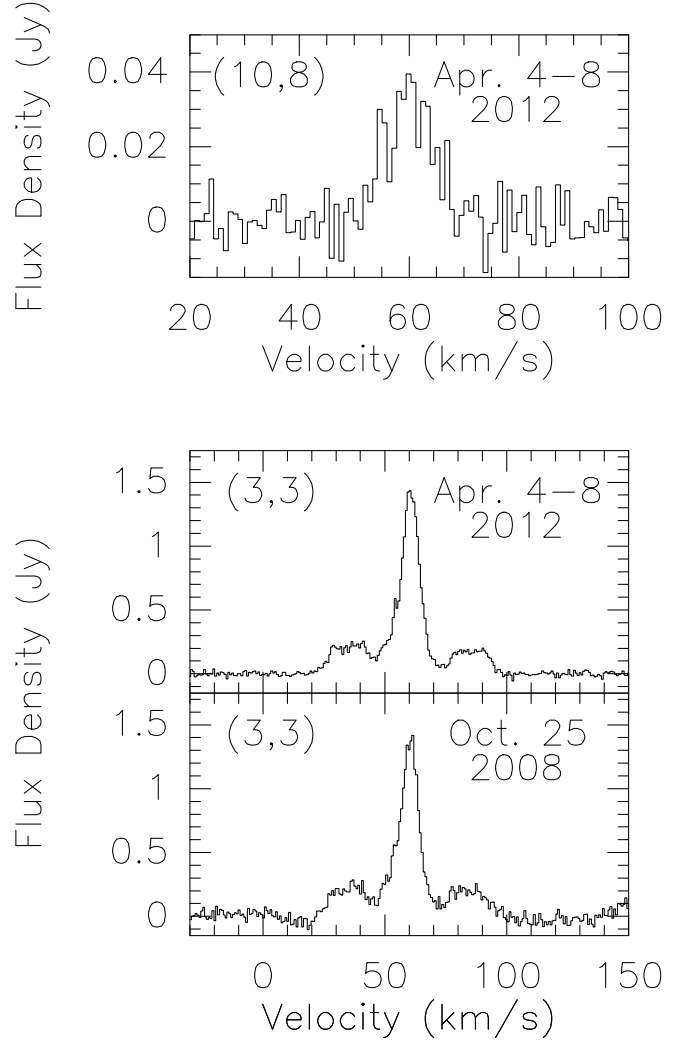 Flux Density (Jy)
0.04
0.02
0
(10,8)
Apr. 4−8
2012
20 40 60 80 100
Velocity (km/s)
Flux Density (Jy)
1.5
1
0.5
0
(3,3)
Apr. 4−8
2012
1.5
1
0.5
0
(3,3)
Oct. 25
2008
0 50 100 150
Velocity (km/s)